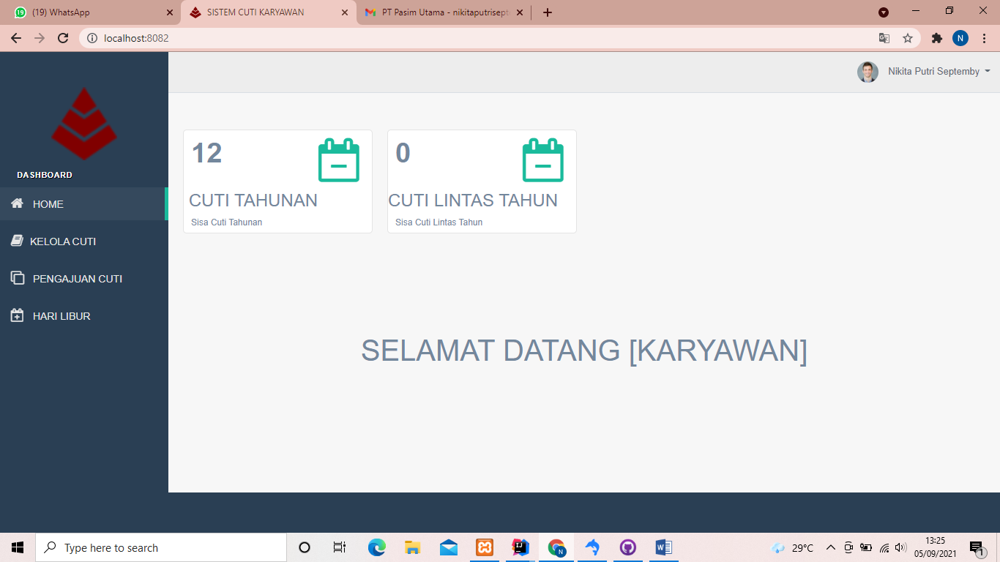 (19) WhatsApp
SISTEM CUTI KARYAWAN
PT Pasim Utama - nikitaputrisept
localhost:8082
N
Nikita Putri Septemby
DASHBOARD
HOME
KELOLA CUTI
PENGAJUAN CUTI
HARI LIBUR
12
CUTI TAHUNAN
Sisa Cuti Tahunan
0
CUTI LINTAS TAHUN
Sisa Cuti Lintas Tahun
SELAMAT DATANG [KARYAWAN]
Type here to search
29°C
13:25
05/09/2021
1